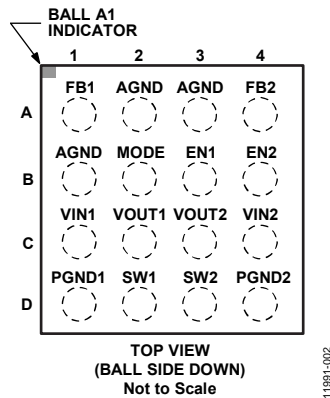 BALL A1
INDICATOR
1 2 3 4
A
FB1 AGND AGND FB2
B
AGND MODE EN1 EN2
C
VIN1 VOUT1 VOUT2 VIN2
D
PGND1 SW1 SW2 PGND2
TOP VIEW
(BALL SIDE DOWN)
Not to Scale
11991-002